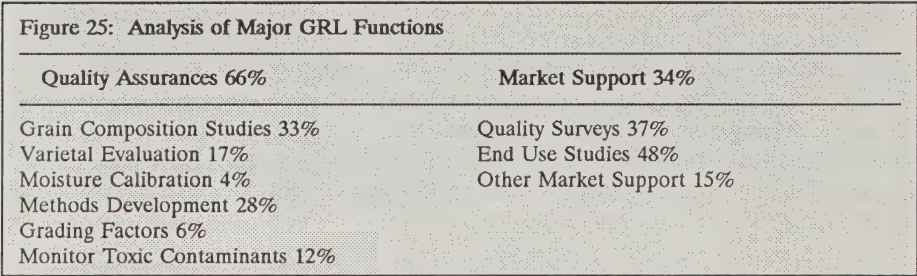 Figure 25: Analysis of Major GRL Functions
Quality Assurances 66% Market Support 34%
Grain Composition Studies 33% Quality Surveys 37%
Varietal Evaluation 17% End Use Studies 48%
Moisture Calibration 4% Other Market Support 15%
Methods Development 28%
Grading Factors 6%
Monitor Toxic Contaminants 12%